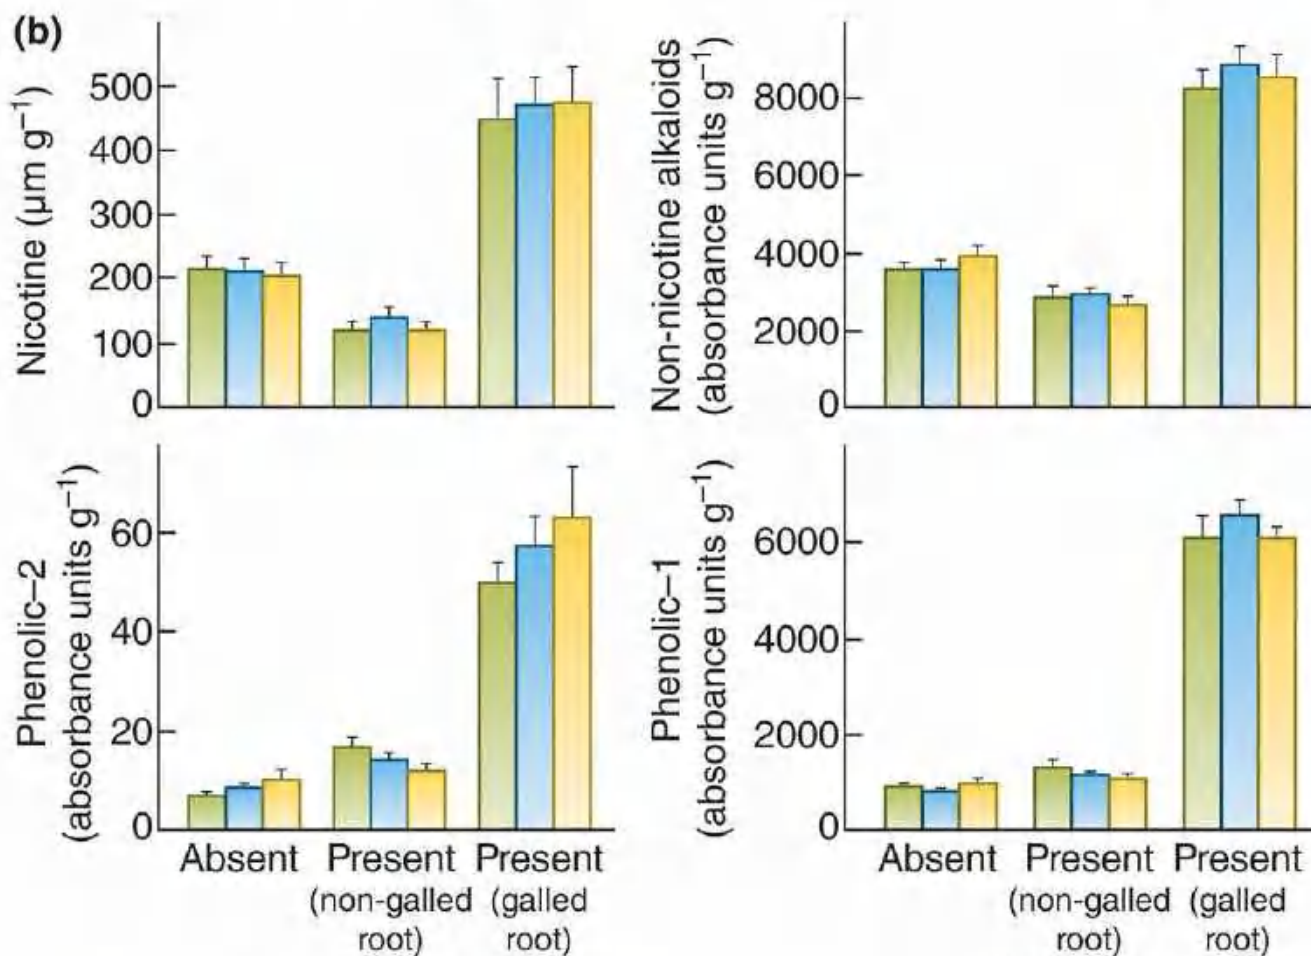 (b)
Nicotine (μm g⁻¹)
500
400
300
200
100
0
Non-nicotine alkaloids
(absorbance units g⁻¹)
8000
6000
4000
2000
0
Phenolic–2
(absorbance units g⁻¹)
60
40
20
0
Absent Present Present
(non-galled (galled
root) root)
Phenolic–1
(absorbance units g⁻¹)
6000
4000
2000
0
Absent Present Present
(non-galled (galled
root) root)